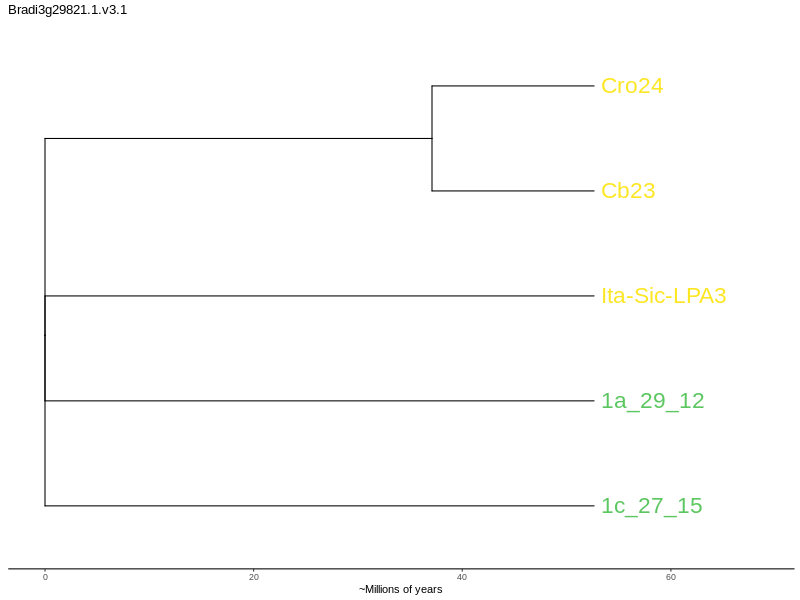 Bradi3g29821.1.v3.1
Cro24
Cb23
Ita-Sic-LPA3
1a_29_12
1c_27_15
0 20 40 60
~Millions of years